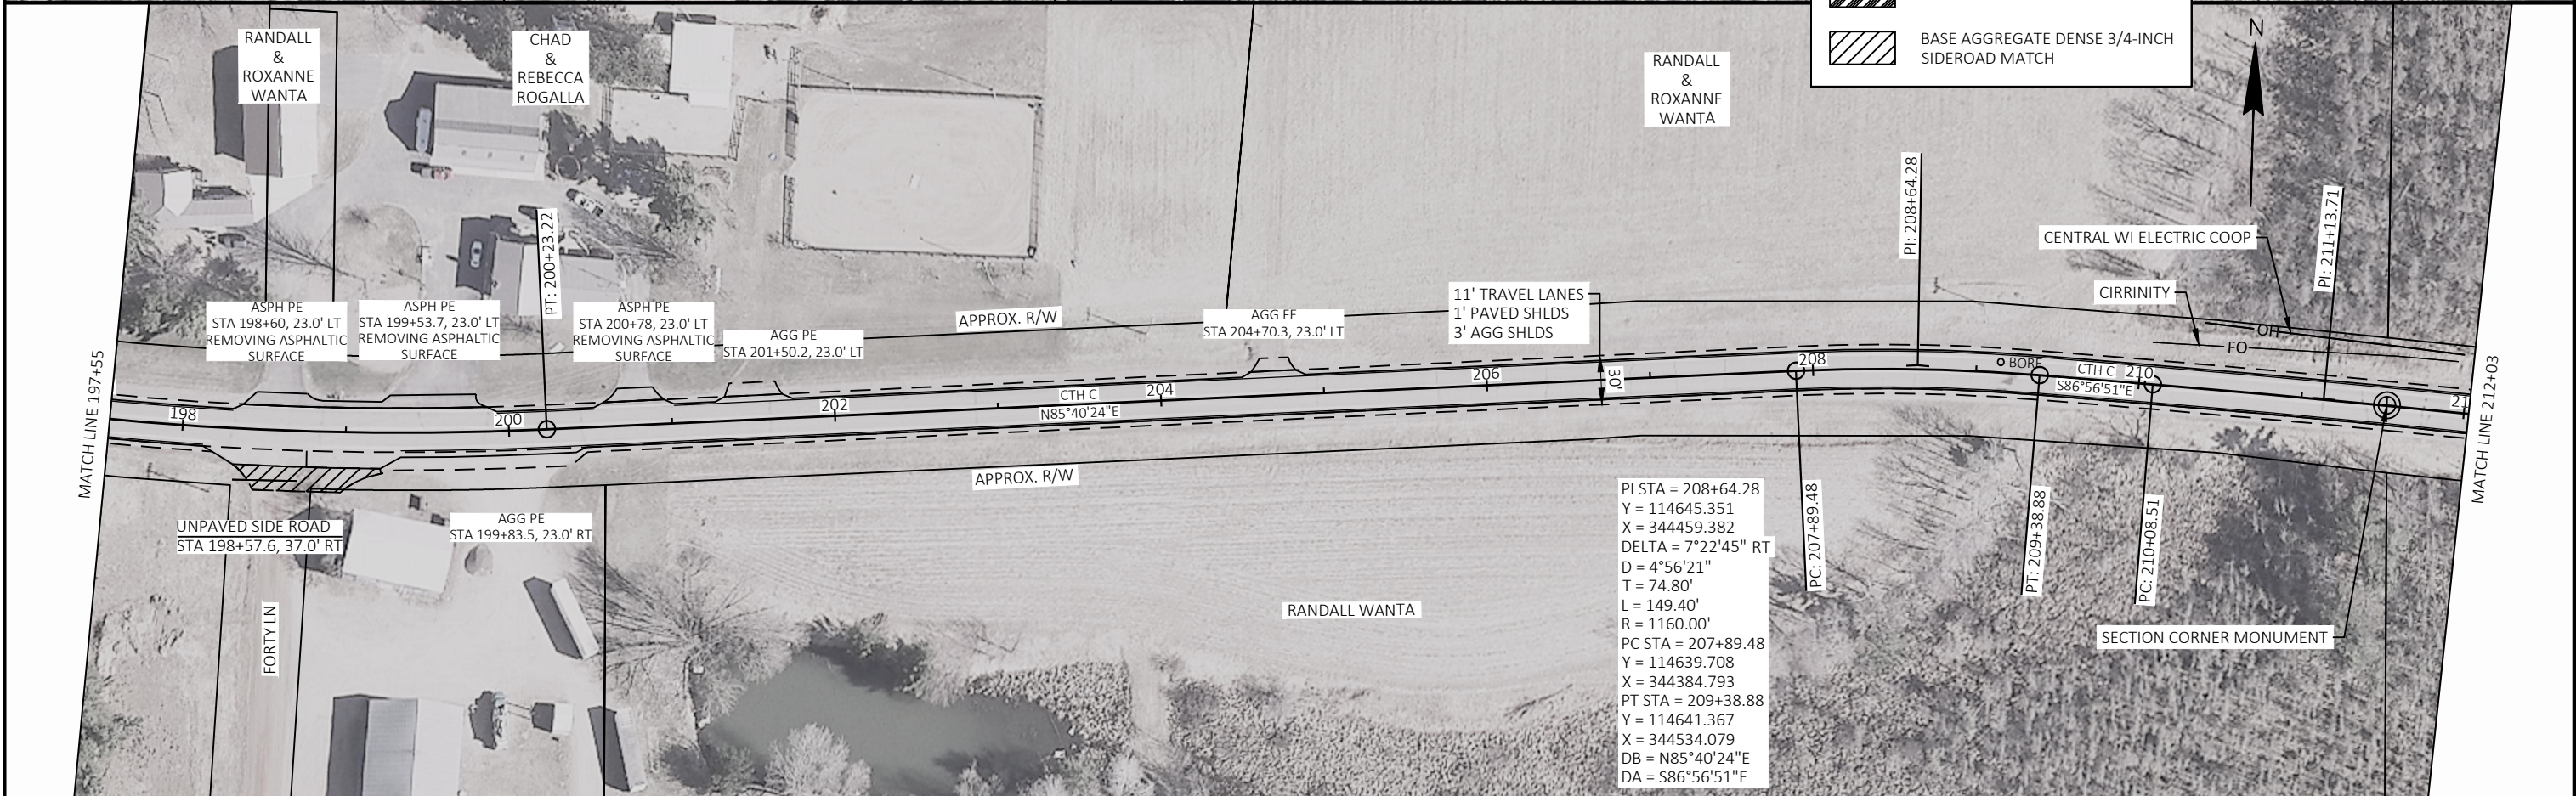 BASE AGGREGATE DENSE 3/4-INCH
SIDEROAD MATCH
N
RANDALL
&
ROXANNE
WANTA
CHAD
&
REBECCA
ROGALLA
RANDALL
&
ROXANNE
WANTA
PT: 200+23.22
PI: 208+64.28
PI: 211+13.71
CENTRAL WI ELECTRIC COOP
CIRRINITY
OH
FO
ASPH PE
STA 198+60, 23.0' LT
REMOVING ASPHALTIC
SURFACE
ASPH PE
STA 199+53.7, 23.0' LT
REMOVING ASPHALTIC
SURFACE
ASPH PE
STA 200+78, 23.0' LT
REMOVING ASPHALTIC
SURFACE
AGG PE
STA 201+50.2, 23.0' LT
APPROX. R/W
AGG FE
STA 204+70.3, 23.0' LT
11' TRAVEL LANES
1' PAVED SHLDS
3' AGG SHLDS
30'
MATCH LINE 197+55
198
200
202
CTH C
N85°40'24"E
204
206
208
BORE
CTH C
S86°56'51"E
210
21
MATCH LINE 212+03
APPROX. R/W
UNPAVED SIDE ROAD
STA 198+57.6, 37.0' RT
AGG PE
STA 199+83.5, 23.0' RT
FORTY LN
RANDALL WANTA
PI STA = 208+64.28
Y = 114645.351
X = 344459.382
DELTA = 7°22'45" RT
D = 4°56'21"
T = 74.80'
L = 149.40'
R = 1160.00'
PC STA = 207+89.48
Y = 114639.708
X = 344384.793
PT STA = 209+38.88
Y = 114641.367
X = 344534.079
DB = N85°40'24"E
DA = S86°56'51"E
PC: 207+89.48
PT: 209+38.88
PC: 210+08.51
SECTION CORNER MONUMENT